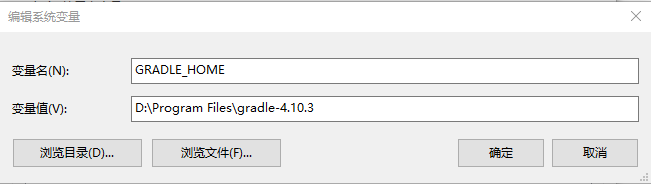 编辑系统变量
变量名(N):
GRADLE_HOME
变量值(V):
D:\Program Files\gradle-4.10.3
浏览目录(D)...
浏览文件(F)...
确定
取消